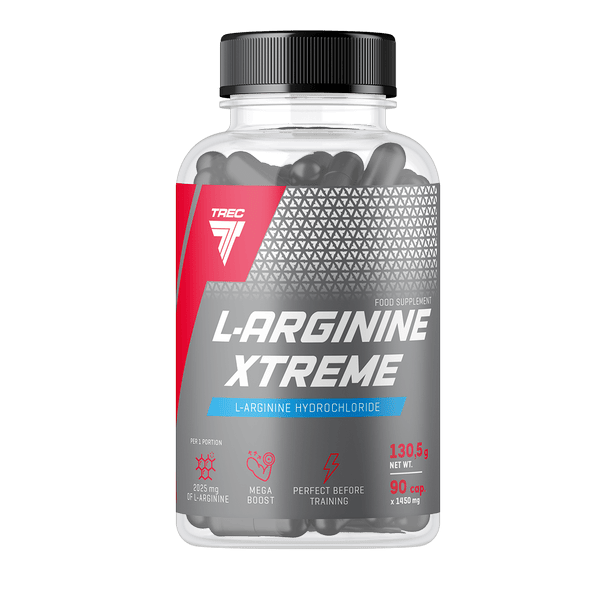 TREC
FOOD SUPPLEMENT
L-ARGININE
XTREME
L-ARGININE HYDROCHLORIDE
PER 1 PORTION
2025 mg
OF L-ARGININE
MEGA
BOOST
PERFECT BEFORE
TRAINING
130,5 g
NET WT.
90 cap
x 1450 mg